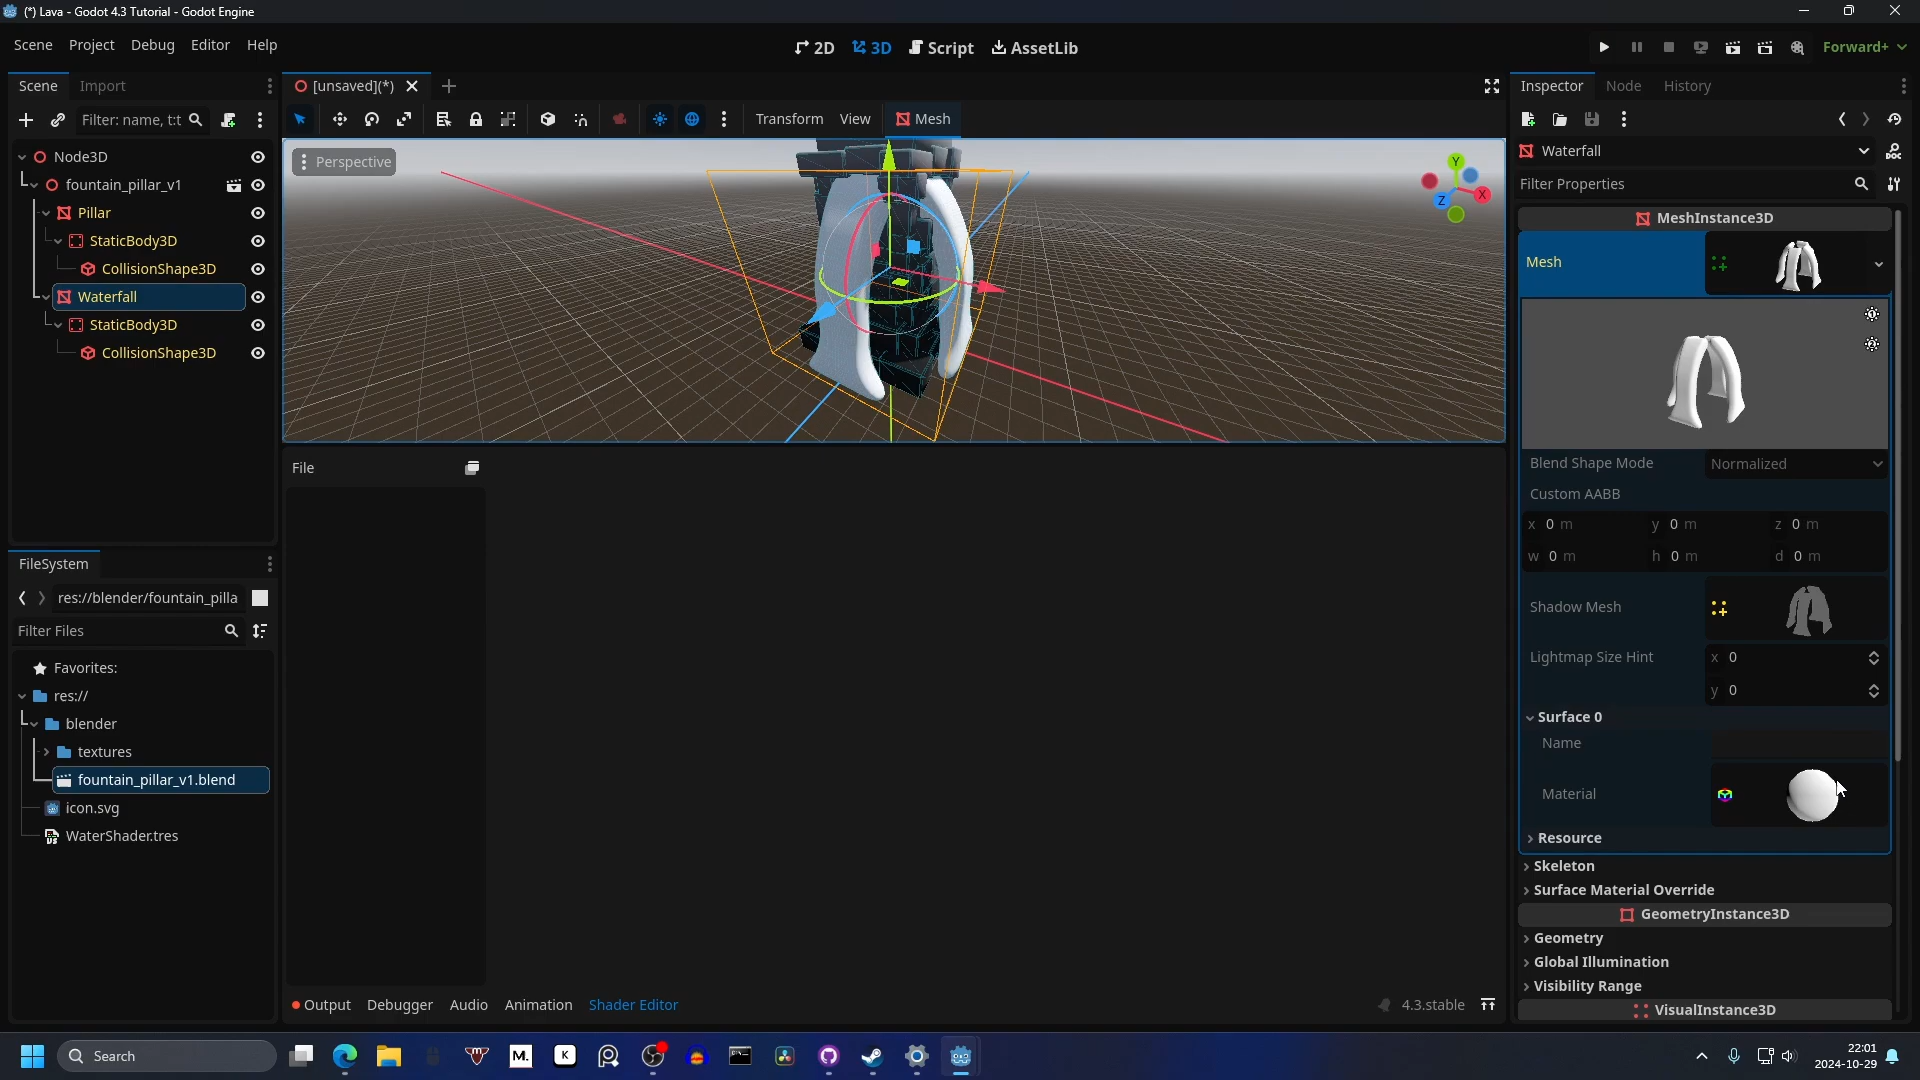 (*) Lava - Godot 4.3 Tutorial - Godot Engine
Scene Project Debug Editor Help
2D 3D Script AssetLib
Forward+
Scene Import
[unsaved](*)
Inspector Node History
Filter: name, t:t
Transform View Mesh
Node3D
fountain_pillar_v1
Pillar
StaticBody3D
CollisionShape3D
Waterfall
StaticBody3D
CollisionShape3D
Perspective
Y
X
Z
Waterfall
Filter Properties
MeshInstance3D
Mesh
Blend Shape Mode Normalized
Custom AABB
x 0 m y 0 m z 0 m
w 0 m h 0 m d 0 m
Shadow Mesh
Lightmap Size Hint x 0
y 0
Surface 0
Name
Material
Resource
Skeleton
Surface Material Override
GeometryInstance3D
Geometry
Global Illumination
Visibility Range
VisualInstance3D
File
FileSystem
res://blender/fountain_pilla
Filter Files
Favorites:
res://
blender
textures
fountain_pillar_v1.blend
icon.svg
WaterShader.tres
Output Debugger Audio Animation Shader Editor
4.3.stable
Search
M.
K
22:01
2024-10-29